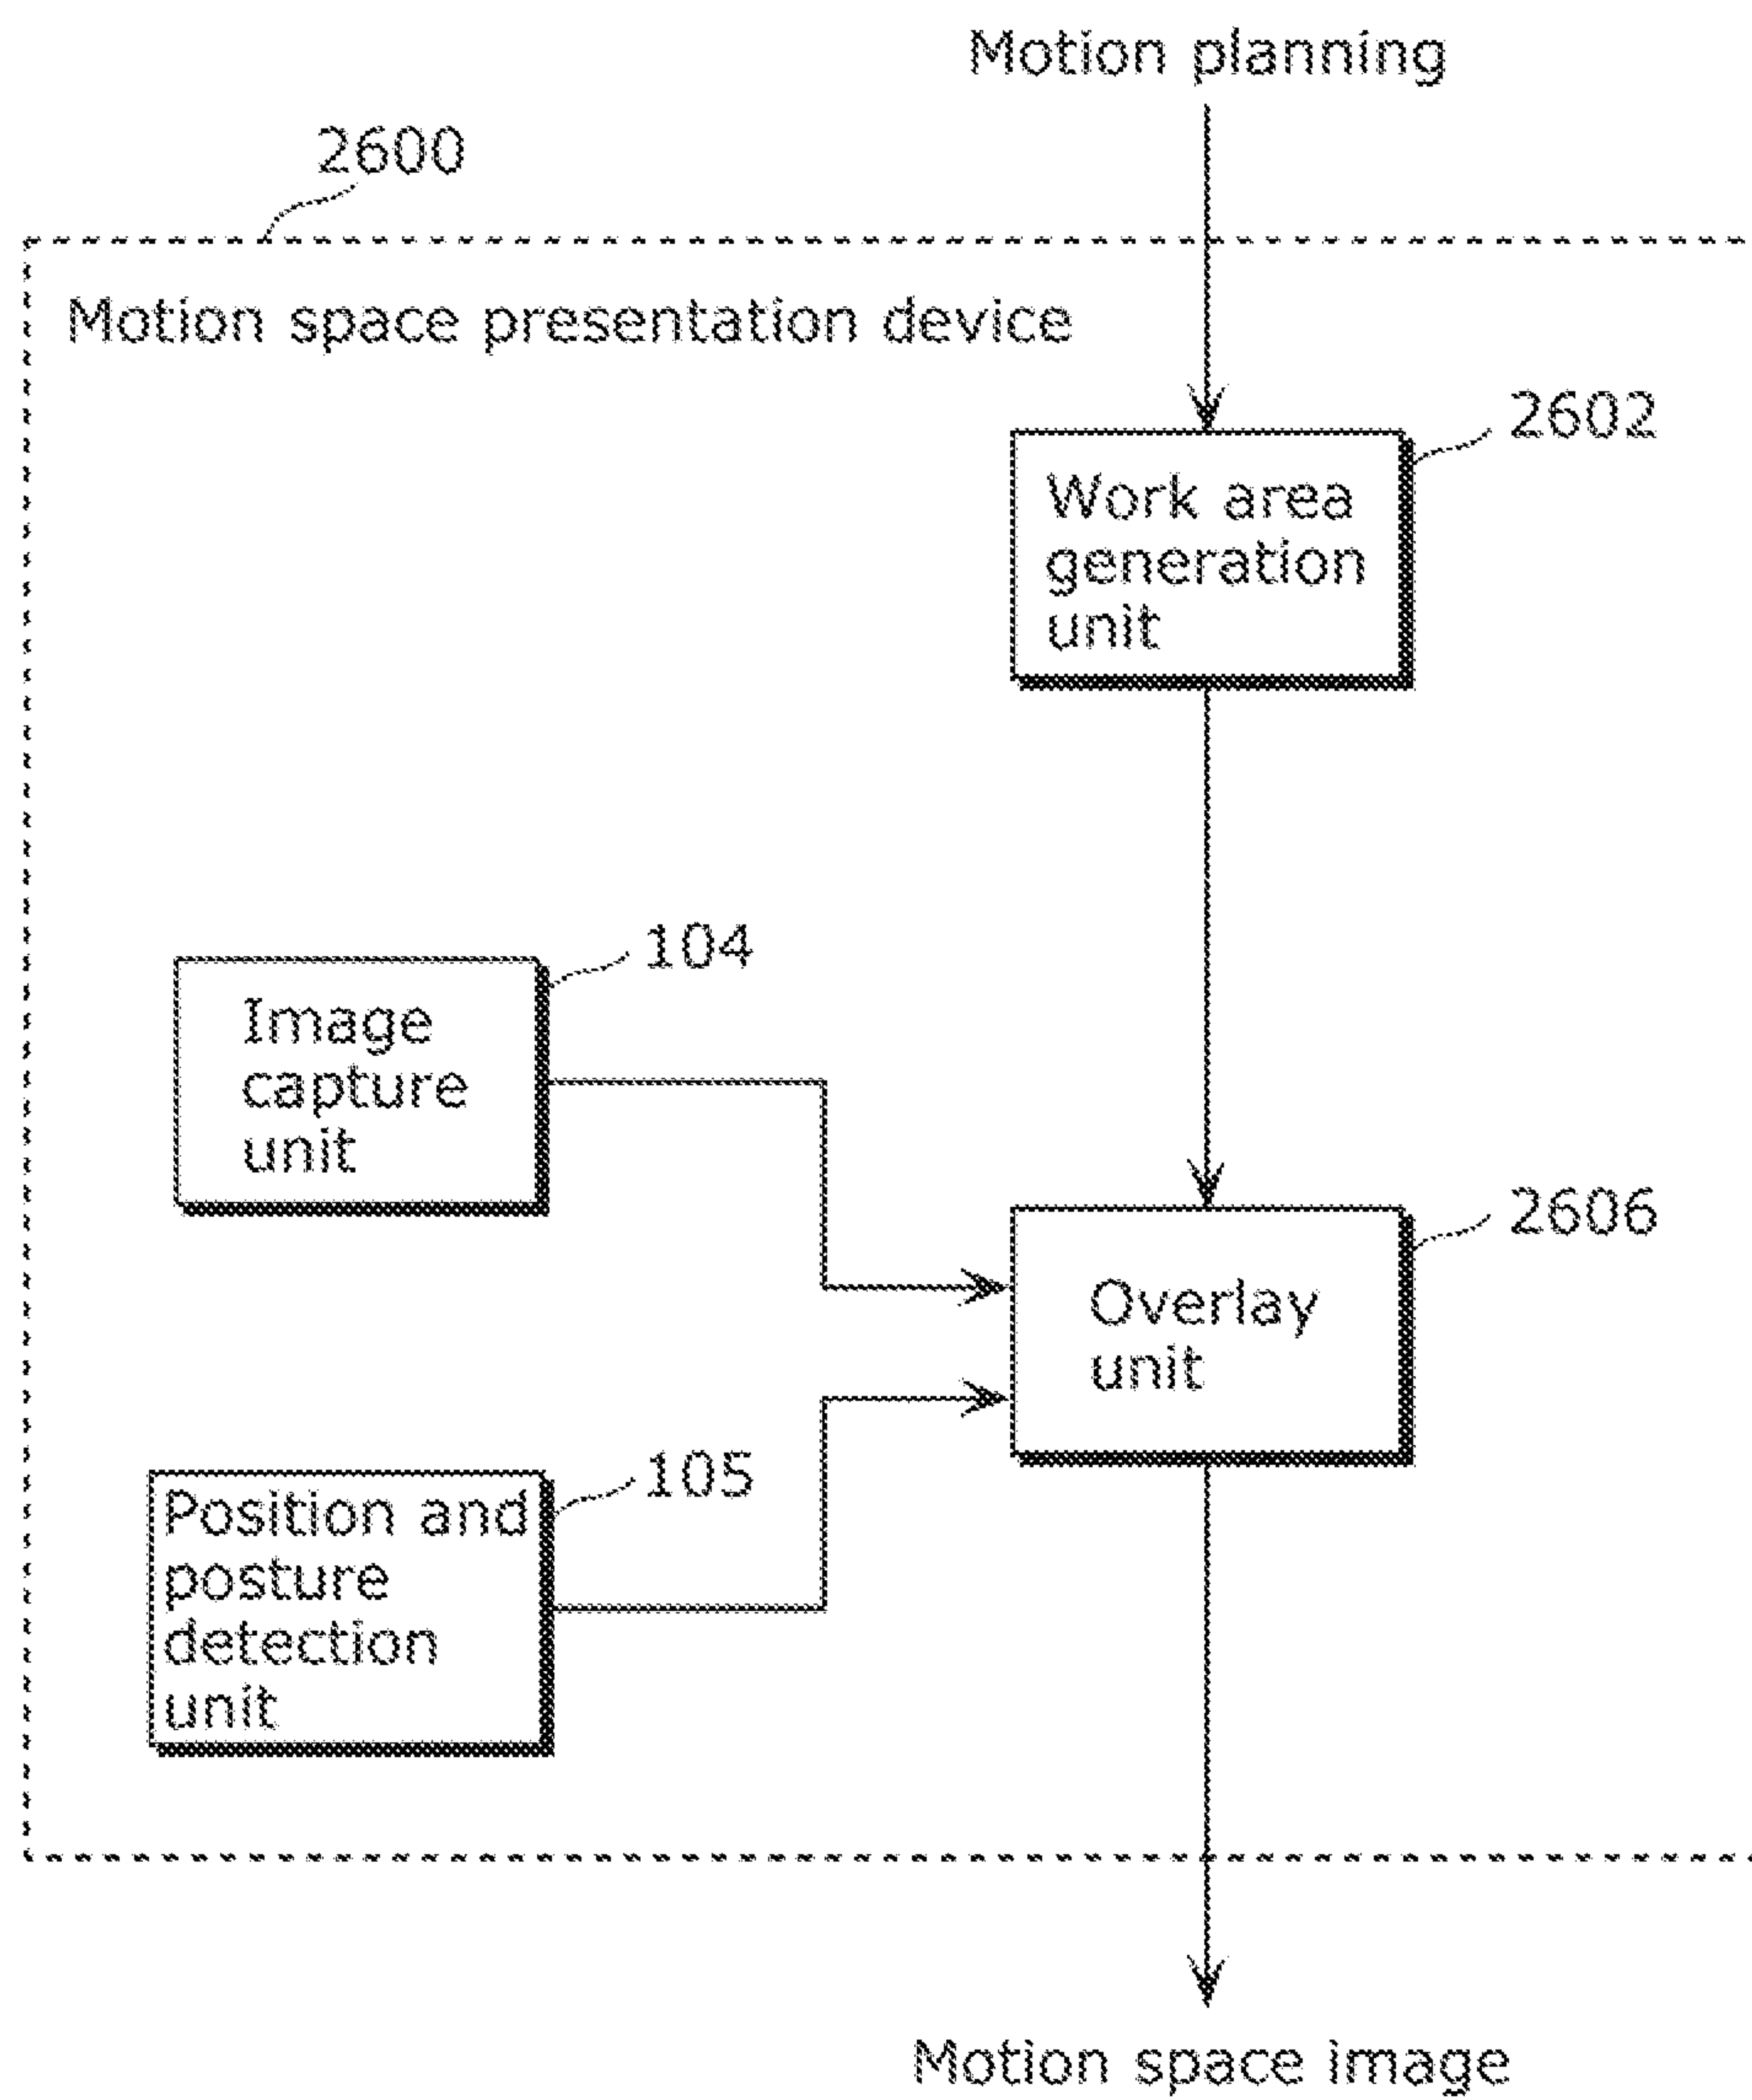 Motion planning
2600
Motion space presentation device
2602
Work area
generation
unit
104
Image
capture
unit
2606
Overlay
unit
105
Position and
posture
detection
unit
Motion space image